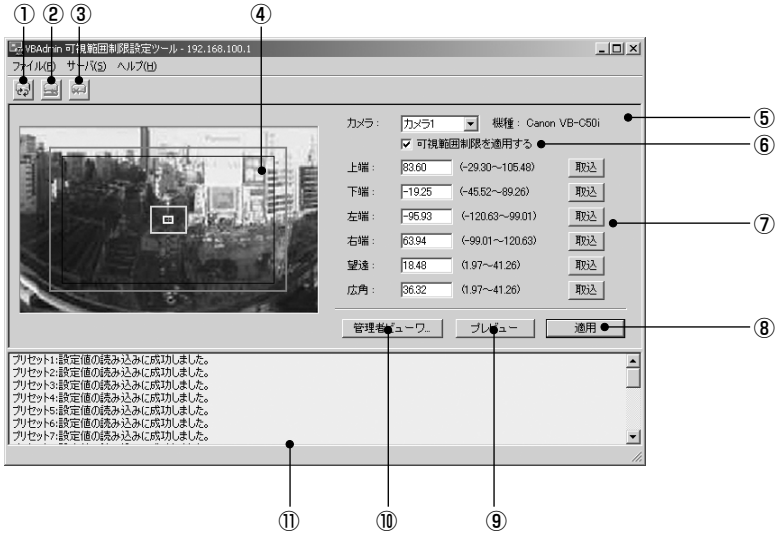 ① ② ③ ④
VBAdmin 可視範囲制限設定ツール - 192.168.100.1
ファイル(F) サーバ(S) ヘルプ(H)
カメラ： カメラ1 機種： Canon VB-C50i ⑤
可視範囲制限を適用する ⑥
上端： 83.60 (-29.30～-105.48) 取込
下端： -19.25 (-45.52～-89.26) 取込
左端： -95.93 (-120.63～-99.01) 取込
⑦
右端： 63.94 (-99.01～-120.63) 取込
望遠： 18.48 (1.97～-41.26) 取込
広角： 36.32 (1.97～-41.26) 取込
管理者ビューワ... プレビュー 適用 ⑧
プリセット1:設定値の読み込みに成功しました。
プリセット2:設定値の読み込みに成功しました。
プリセット3:設定値の読み込みに成功しました。
プリセット4:設定値の読み込みに成功しました。
プリセット5:設定値の読み込みに成功しました。
プリセット6:設定値の読み込みに成功しました。
プリセット7:設定値の読み込みに成功しました。
⑪ ⑩ ⑨